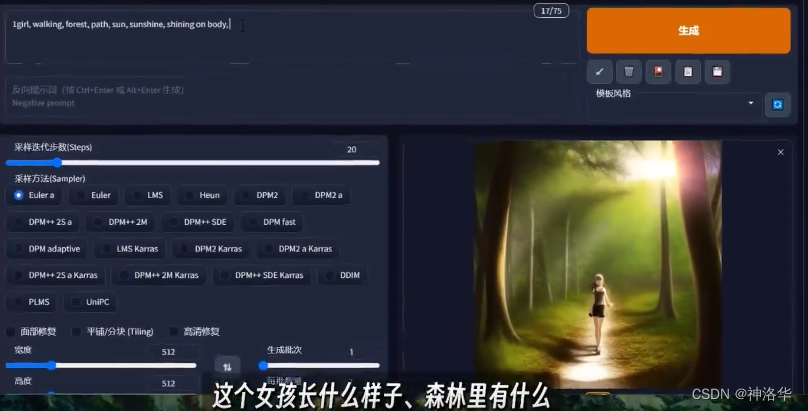 17/75
1girl, walking, forest, path, sun, sunshine, shining on body,
生成
反向提示词（按 Ctrl+Enter 或 Alt+Enter 生成）
Negative prompt
模板风格
采样迭代步数(Steps)
20
采样方法(Sampler)
Euler a Euler LMS Heun DPM2 DPM2 a
DPM++ 2S a DPM++ 2M DPM++ SDE DPM fast
DPM adaptive LMS Karras DPM2 Karras DPM2 a Karras
DPM++ 2S a Karras DPM++ 2M Karras DPM++ SDE Karras DDIM
PLMS UniPC
面部修复 平铺/分块 (Tiling) 高清修复
宽度 512 生成批次 1
高度 512
这个女孩长什么样子、森林里有什么
CSDN @神洛华